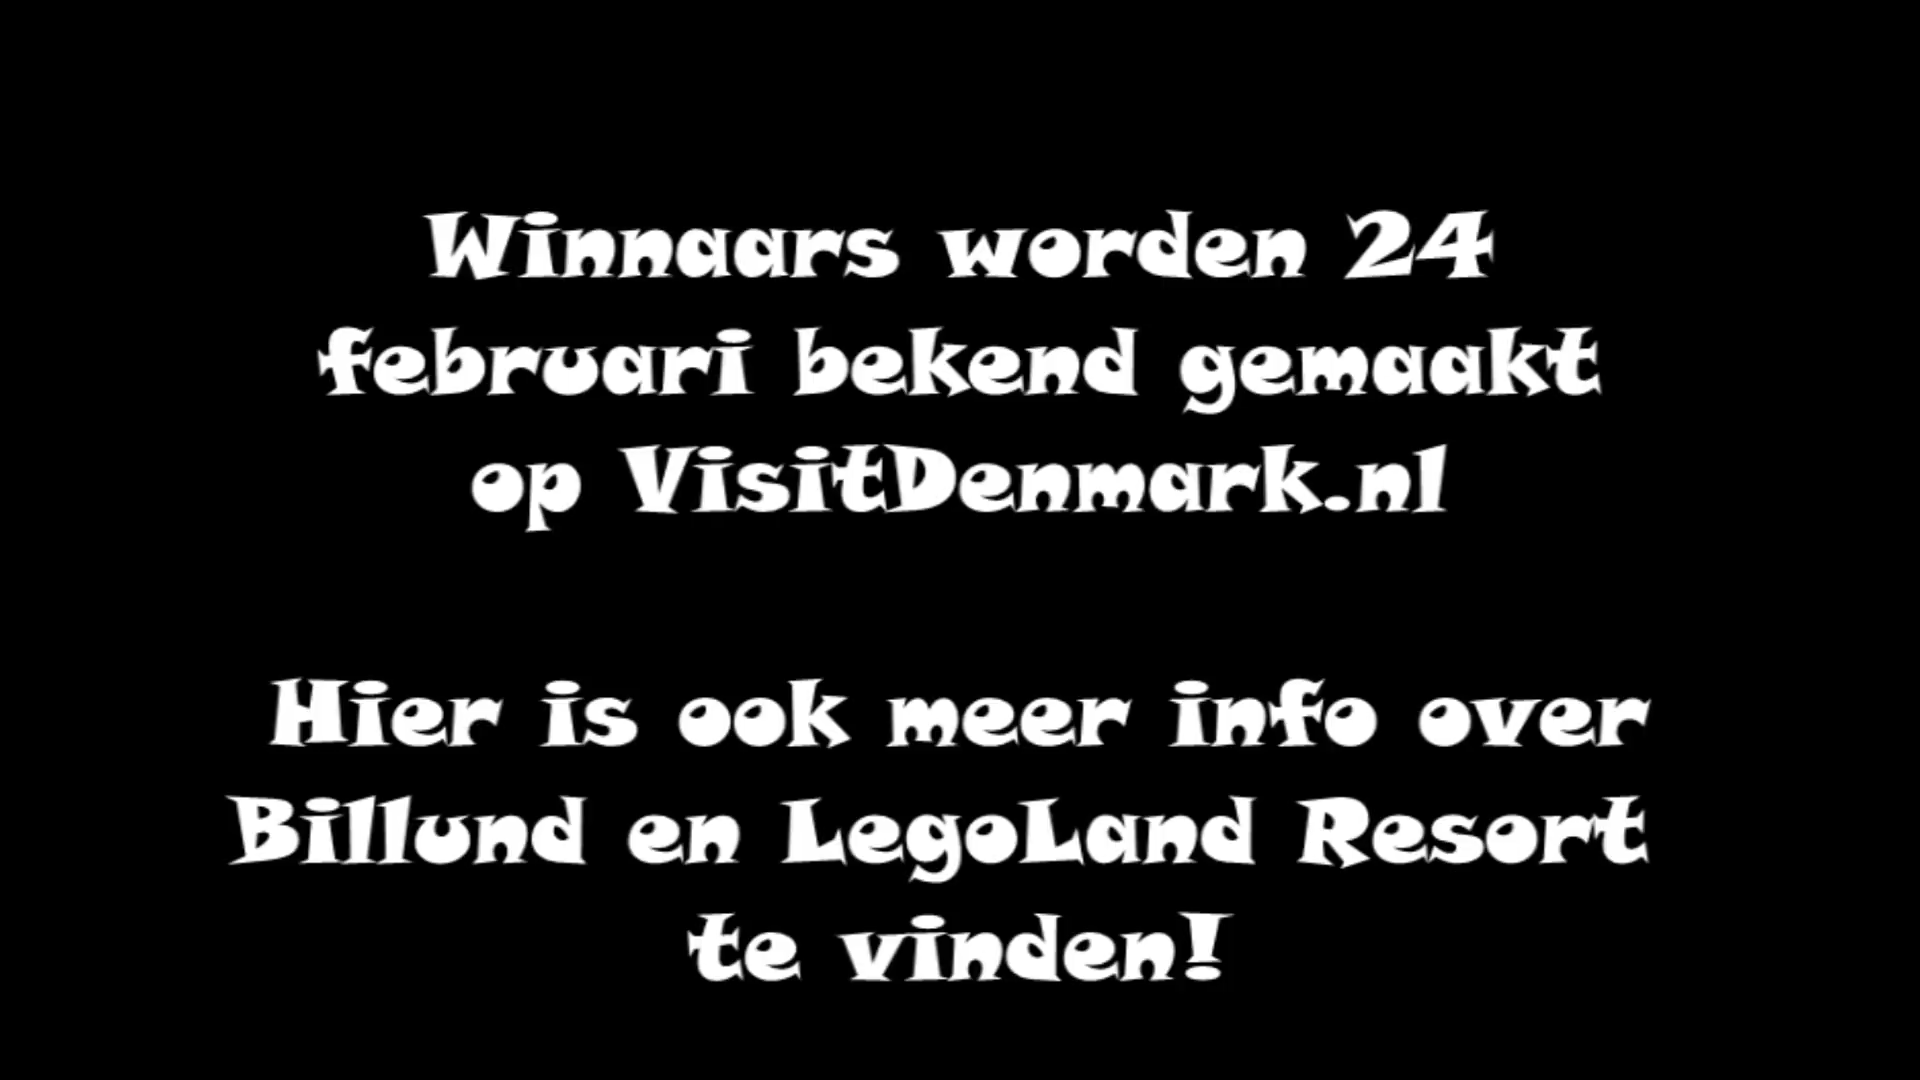 Winnaars worden 24
februari bekend gemaakt
op VisitDenmark.nl
Hier is ook meer info over
Billund en LegoLand Resort
te vinden!